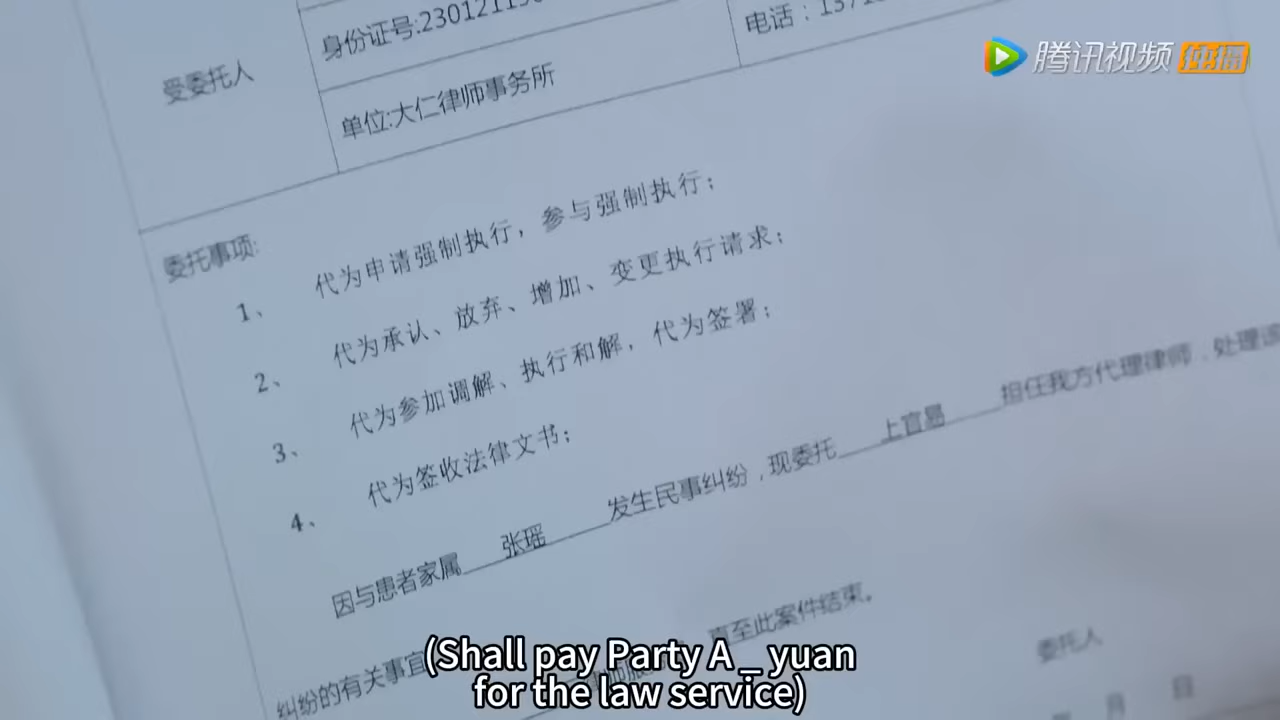 身份证号:230121195
电话：1371
腾讯视频
受委托人
单位:大仁律师事务所
委托事项:
1、 代为申请强制执行，参与强制执行；
2、 代为承认、放弃、增加、变更执行请求；
3、 代为参加调解、执行和解，代为签署；
4、 代为签收法律文书；
因与患者家属 张瑶 发生民事纠纷，现委托 上官易 担任我方代理律师，处理该
纠纷的有关事宜 直至此案件结束。
委托人
月 日
(Shall pay Party A _ yuan
for the law service)